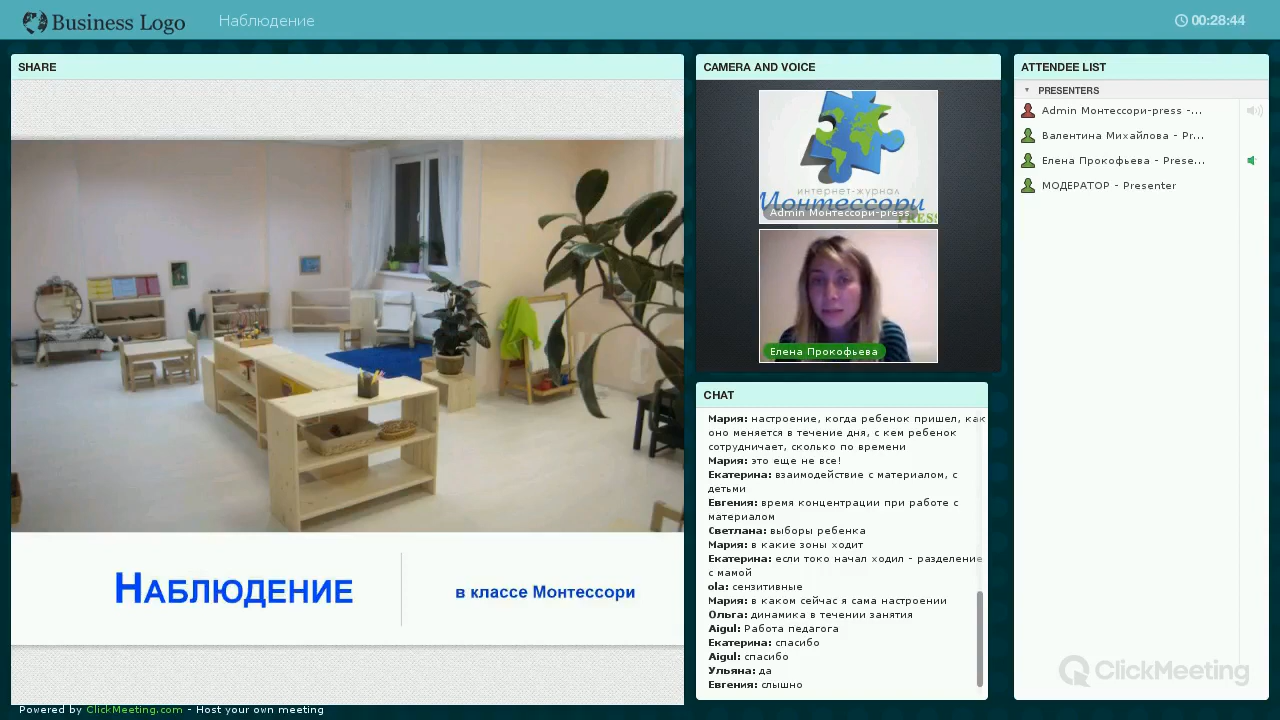 Business Logo
Наблюдение
00:28:44
SHARE
НАБЛЮДЕНИЕ
в классе Монтессори
CAMERA AND VOICE
интернет-журнал
Монтессори
PRESS
Admin Монтессори-press
Елена Прокофьева
CHAT
Мария: настроение, когда ребенок пришел, как
оно меняется в течение дня, с кем ребенок
сотрудничает, сколько по времени
Мария: это еще не все!
Екатерина: взаимодействие с материалом, с
детьми
Евгения: время концентрации при работе с
материалом
Светлана: выборы ребенка
Мария: в какие зоны ходит
Екатерина: если токо начал ходил - разделение
с мамой
ola: сензитивные
Мария: в каком сейчас я сама настроении
Ольга: динамика в течении занятия
Aigul: Работа педагога
Екатерина: спасибо
Aigul: спасибо
Ульяна: да
Евгения: слышно
ATTENDEE LIST
PRESENTERS
Admin Монтессори-press -...
Валентина Михайлова - Pr...
Елена Прокофьева - Prese...
МОДЕРАТОР - Presenter
ClickMeeting
Powered by ClickMeeting.com - Host your own meeting